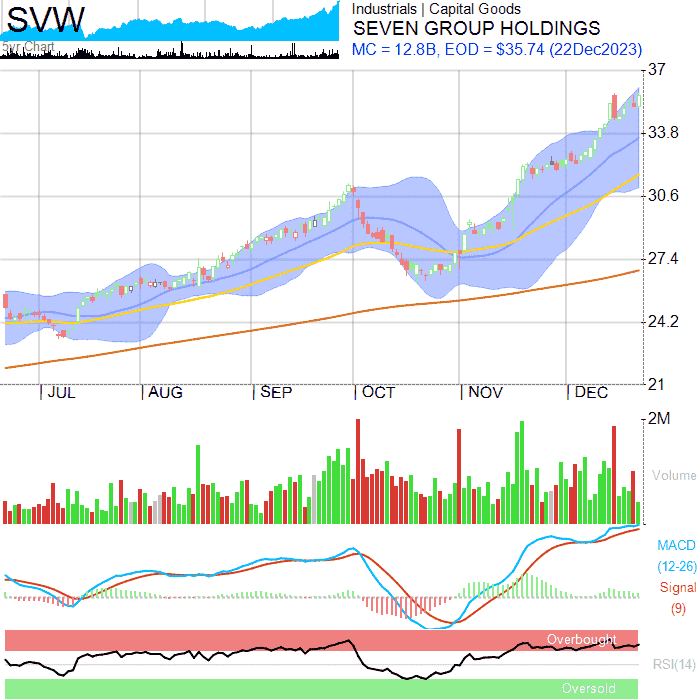 SVW
5yr Chart
Industrials | Capital Goods
SEVEN GROUP HOLDINGS
MC = 12.8B, EOD = $35.74 (22Dec2023)
37
33.8
30.6
27.4
24.2
21
| JUL | AUG | SEP | OCT | NOV | DEC
2M
Volume
MACD
(12-26)
Signal
(9)
Overbought
RSI(14)
Oversold